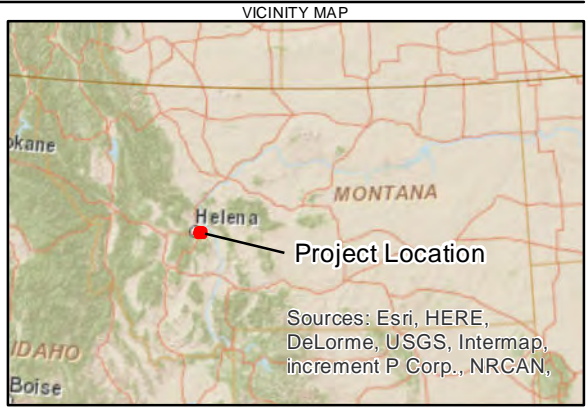 VICINITY MAP
okane
MONTANA
Helena
Project Location
Sources: Esri, HERE,
DeLorme, USGS, Intermap,
increment P Corp., NRCAN,
IDAHO
Boise